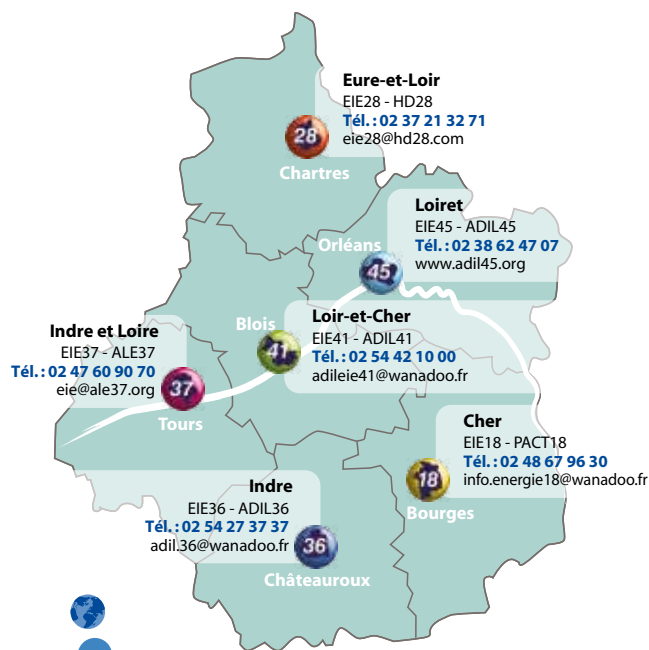 Eure-et-Loir
EIE28 - HD28
Tél. : 02 37 21 32 71
eie28@hd28.com
28
Chartres
Loiret
EIE45 - ADIL45
Tél. : 02 38 62 47 07
www.adil45.org
Orléans
45
Loir-et-Cher
EIE41 - ADIL41
Tél. : 02 54 42 10 00
adileie41@wanadoo.fr
Blois
41
Indre et Loire
EIE37 - ALE37
Tél. : 02 47 60 90 70
eie@ale37.org
37
Tours
Cher
EIE18 - PACT18
Tél. : 02 48 67 96 30
info.energie18@wanadoo.fr
18
Bourges
Indre
EIE36 - ADIL36
Tél. : 02 54 27 37 37
adil.36@wanadoo.fr
36
Châteauroux